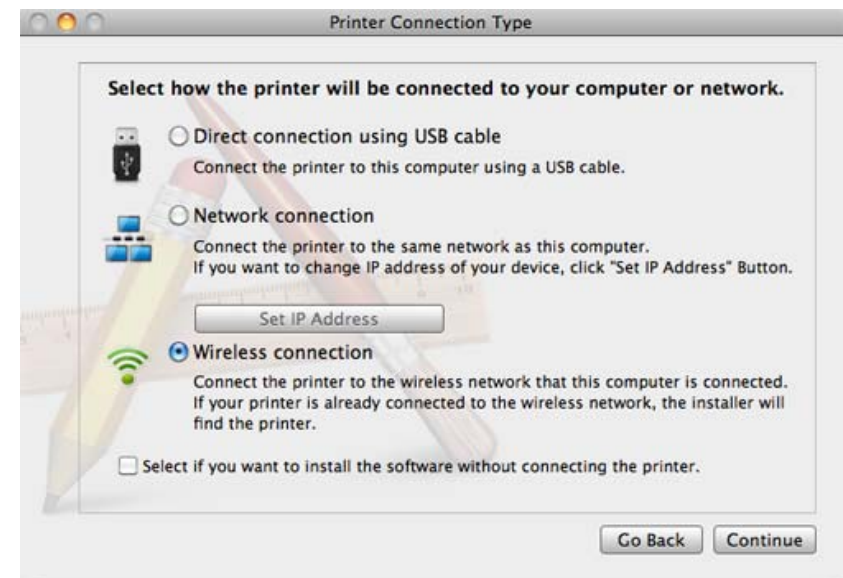 Printer Connection Type
Select how the printer will be connected to your computer or network.
Direct connection using USB cable
Connect the printer to this computer using a USB cable.
Network connection
Connect the printer to the same network as this computer.
If you want to change IP address of your device, click "Set IP Address" Button.
Set IP Address
Wireless connection
Connect the printer to the wireless network that this computer is connected.
If your printer is already connected to the wireless network, the installer will
find the printer.
Select if you want to install the software without connecting the printer.
Go Back Continue